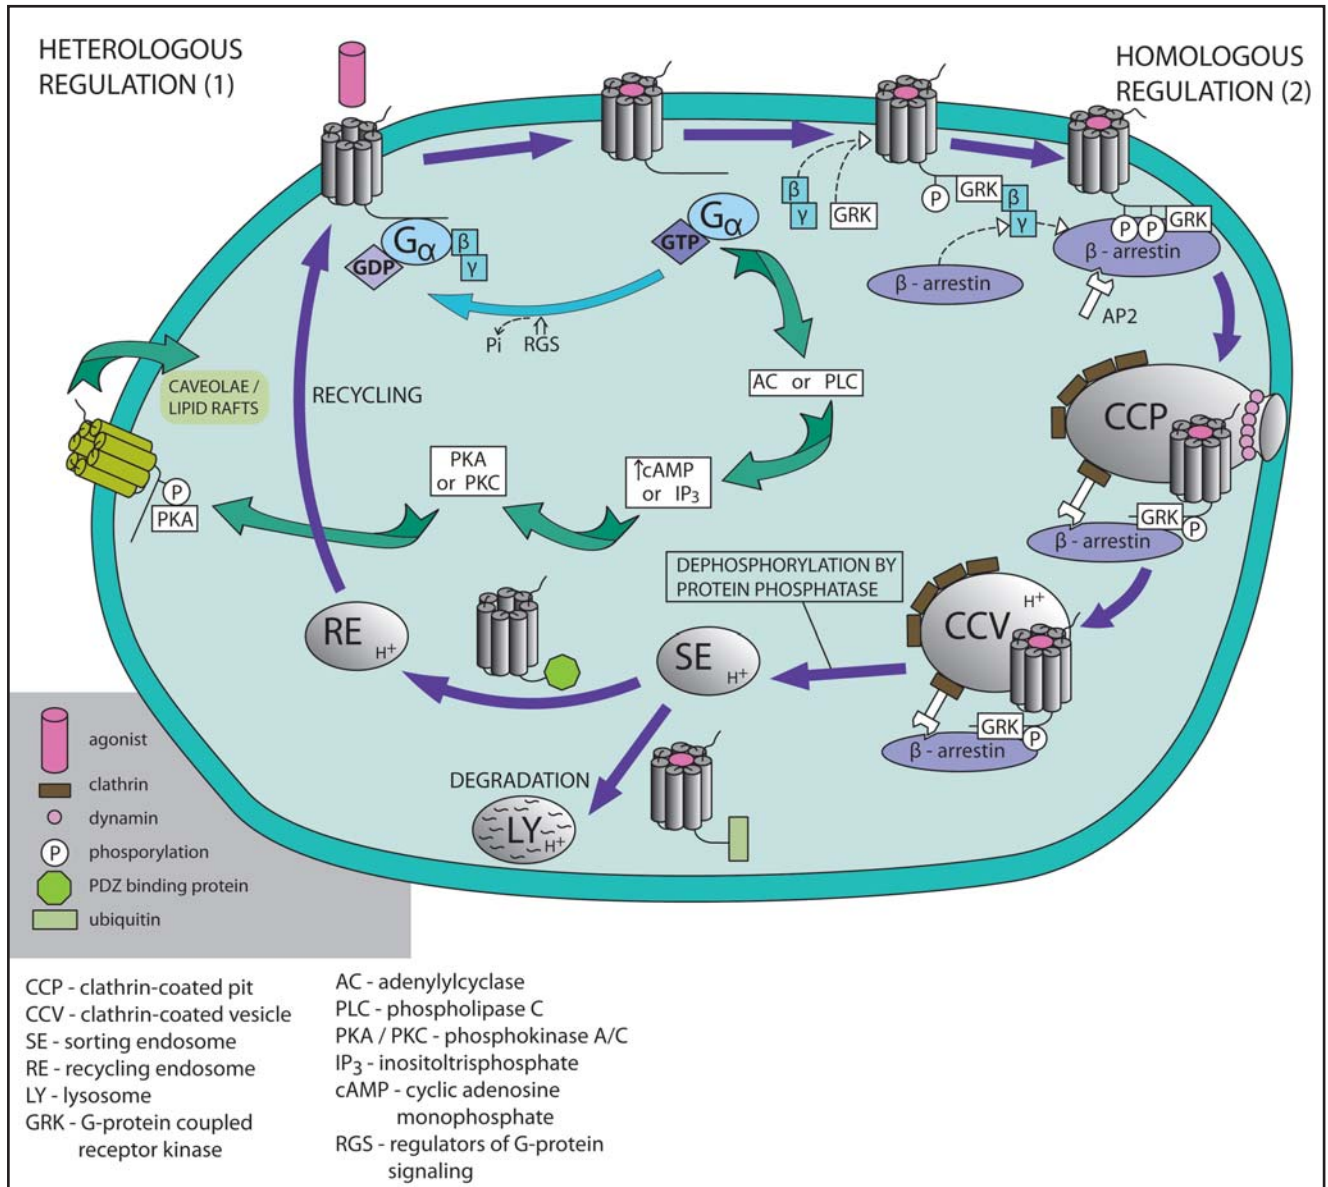 HETEROLOGOUS
REGULATION (1)
HOMOLOGOUS
REGULATION (2)
Gα
β
γ
GDP
GTP
Gα
β
γ
GRK
P
GRK
β
γ
P
P
GRK
β - arrestin
β - arrestin
AP2
Pi
RGS
CAVEOLAE /
LIPID RAFTS
RECYCLING
AC or PLC
CCP
PKA
or PKC
↑cAMP
or IP₃
P
PKA
GRK
P
β - arrestin
DEPHOSPHORYLATION BY
PROTEIN PHOSPHATASE
CCV
H⁺
RE
H⁺
SE
H⁺
GRK
P
β - arrestin
DEGRADATION
LY
H⁺
agonist
clathrin
dynamin
P
phosporylation
PDZ binding protein
ubiquitin
CCP - clathrin-coated pit
CCV - clathrin-coated vesicle
SE - sorting endosome
RE - recycling endosome
LY - lysosome
GRK - G-protein coupled
receptor kinase
AC - adenylylcyclase
PLC - phospholipase C
PKA / PKC - phosphokinase A/C
IP₃ - inositoltrisphosphate
cAMP - cyclic adenosine
monophosphate
RGS - regulators of G-protein
signaling